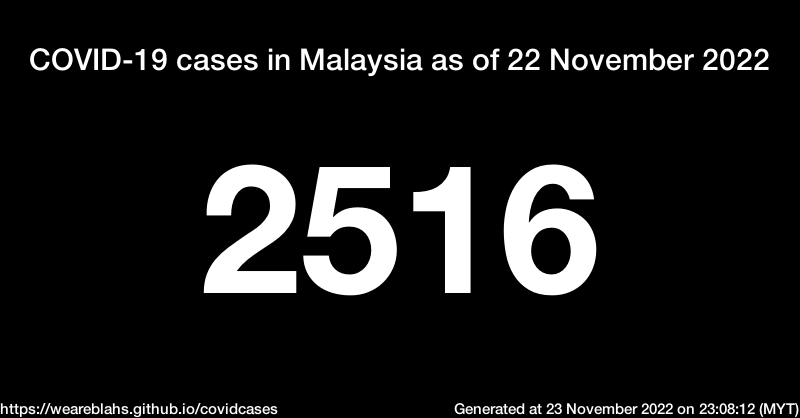 COVID-19 cases in Malaysia as of 22 November 2022
2516
https://weareblahs.github.io/covidcases
Generated at 23 November 2022 on 23:08:12 (MYT)